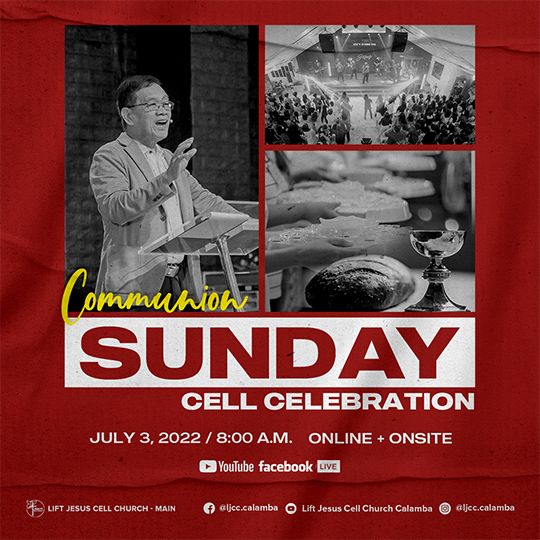 Communion
SUNDAY
CELL CELEBRATION
JULY 3, 2022 / 8:00 A.M. ONLINE + ONSITE
YouTube facebook LIVE
LIFT JESUS CELL CHURCH - MAIN @ljcc.calamba Lift Jesus Cell Church Calamba @ljcc.calamba